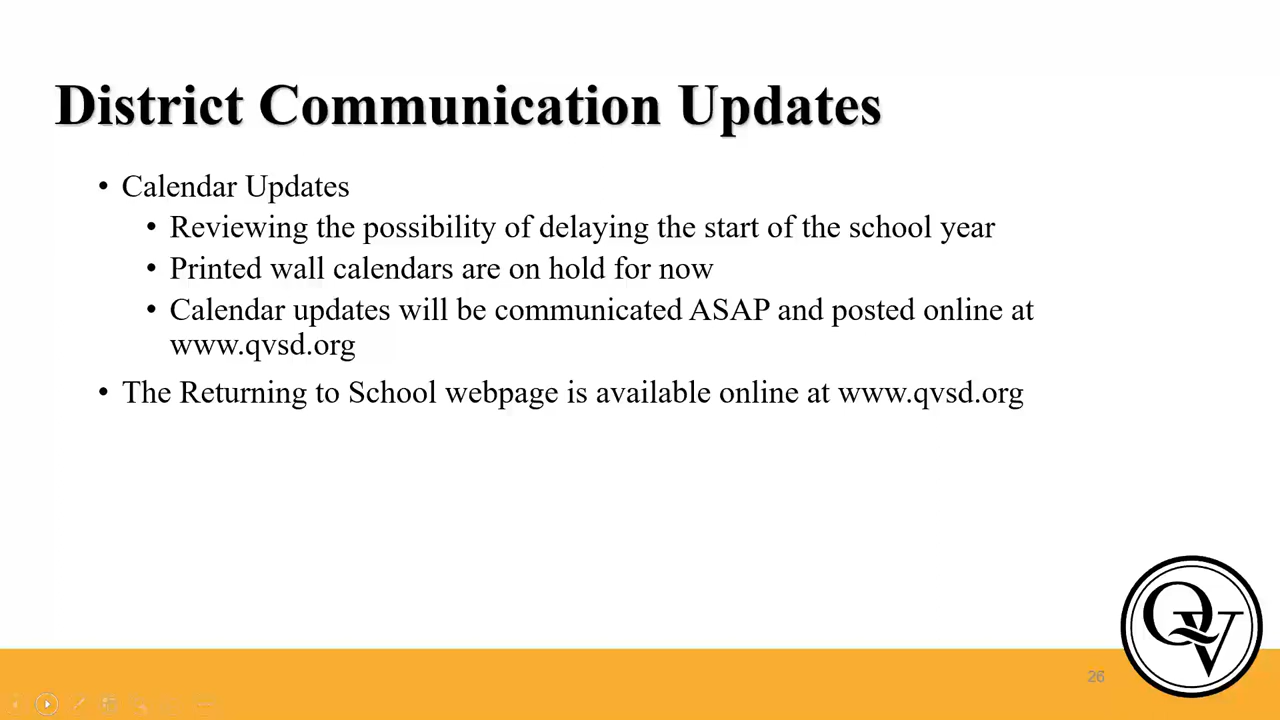 District Communication Updates
• Calendar Updates
• Reviewing the possibility of delaying the start of the school year
• Printed wall calendars are on hold for now
• Calendar updates will be communicated ASAP and posted online at
www.qvsd.org
• The Returning to School webpage is available online at www.qvsd.org
QV
26